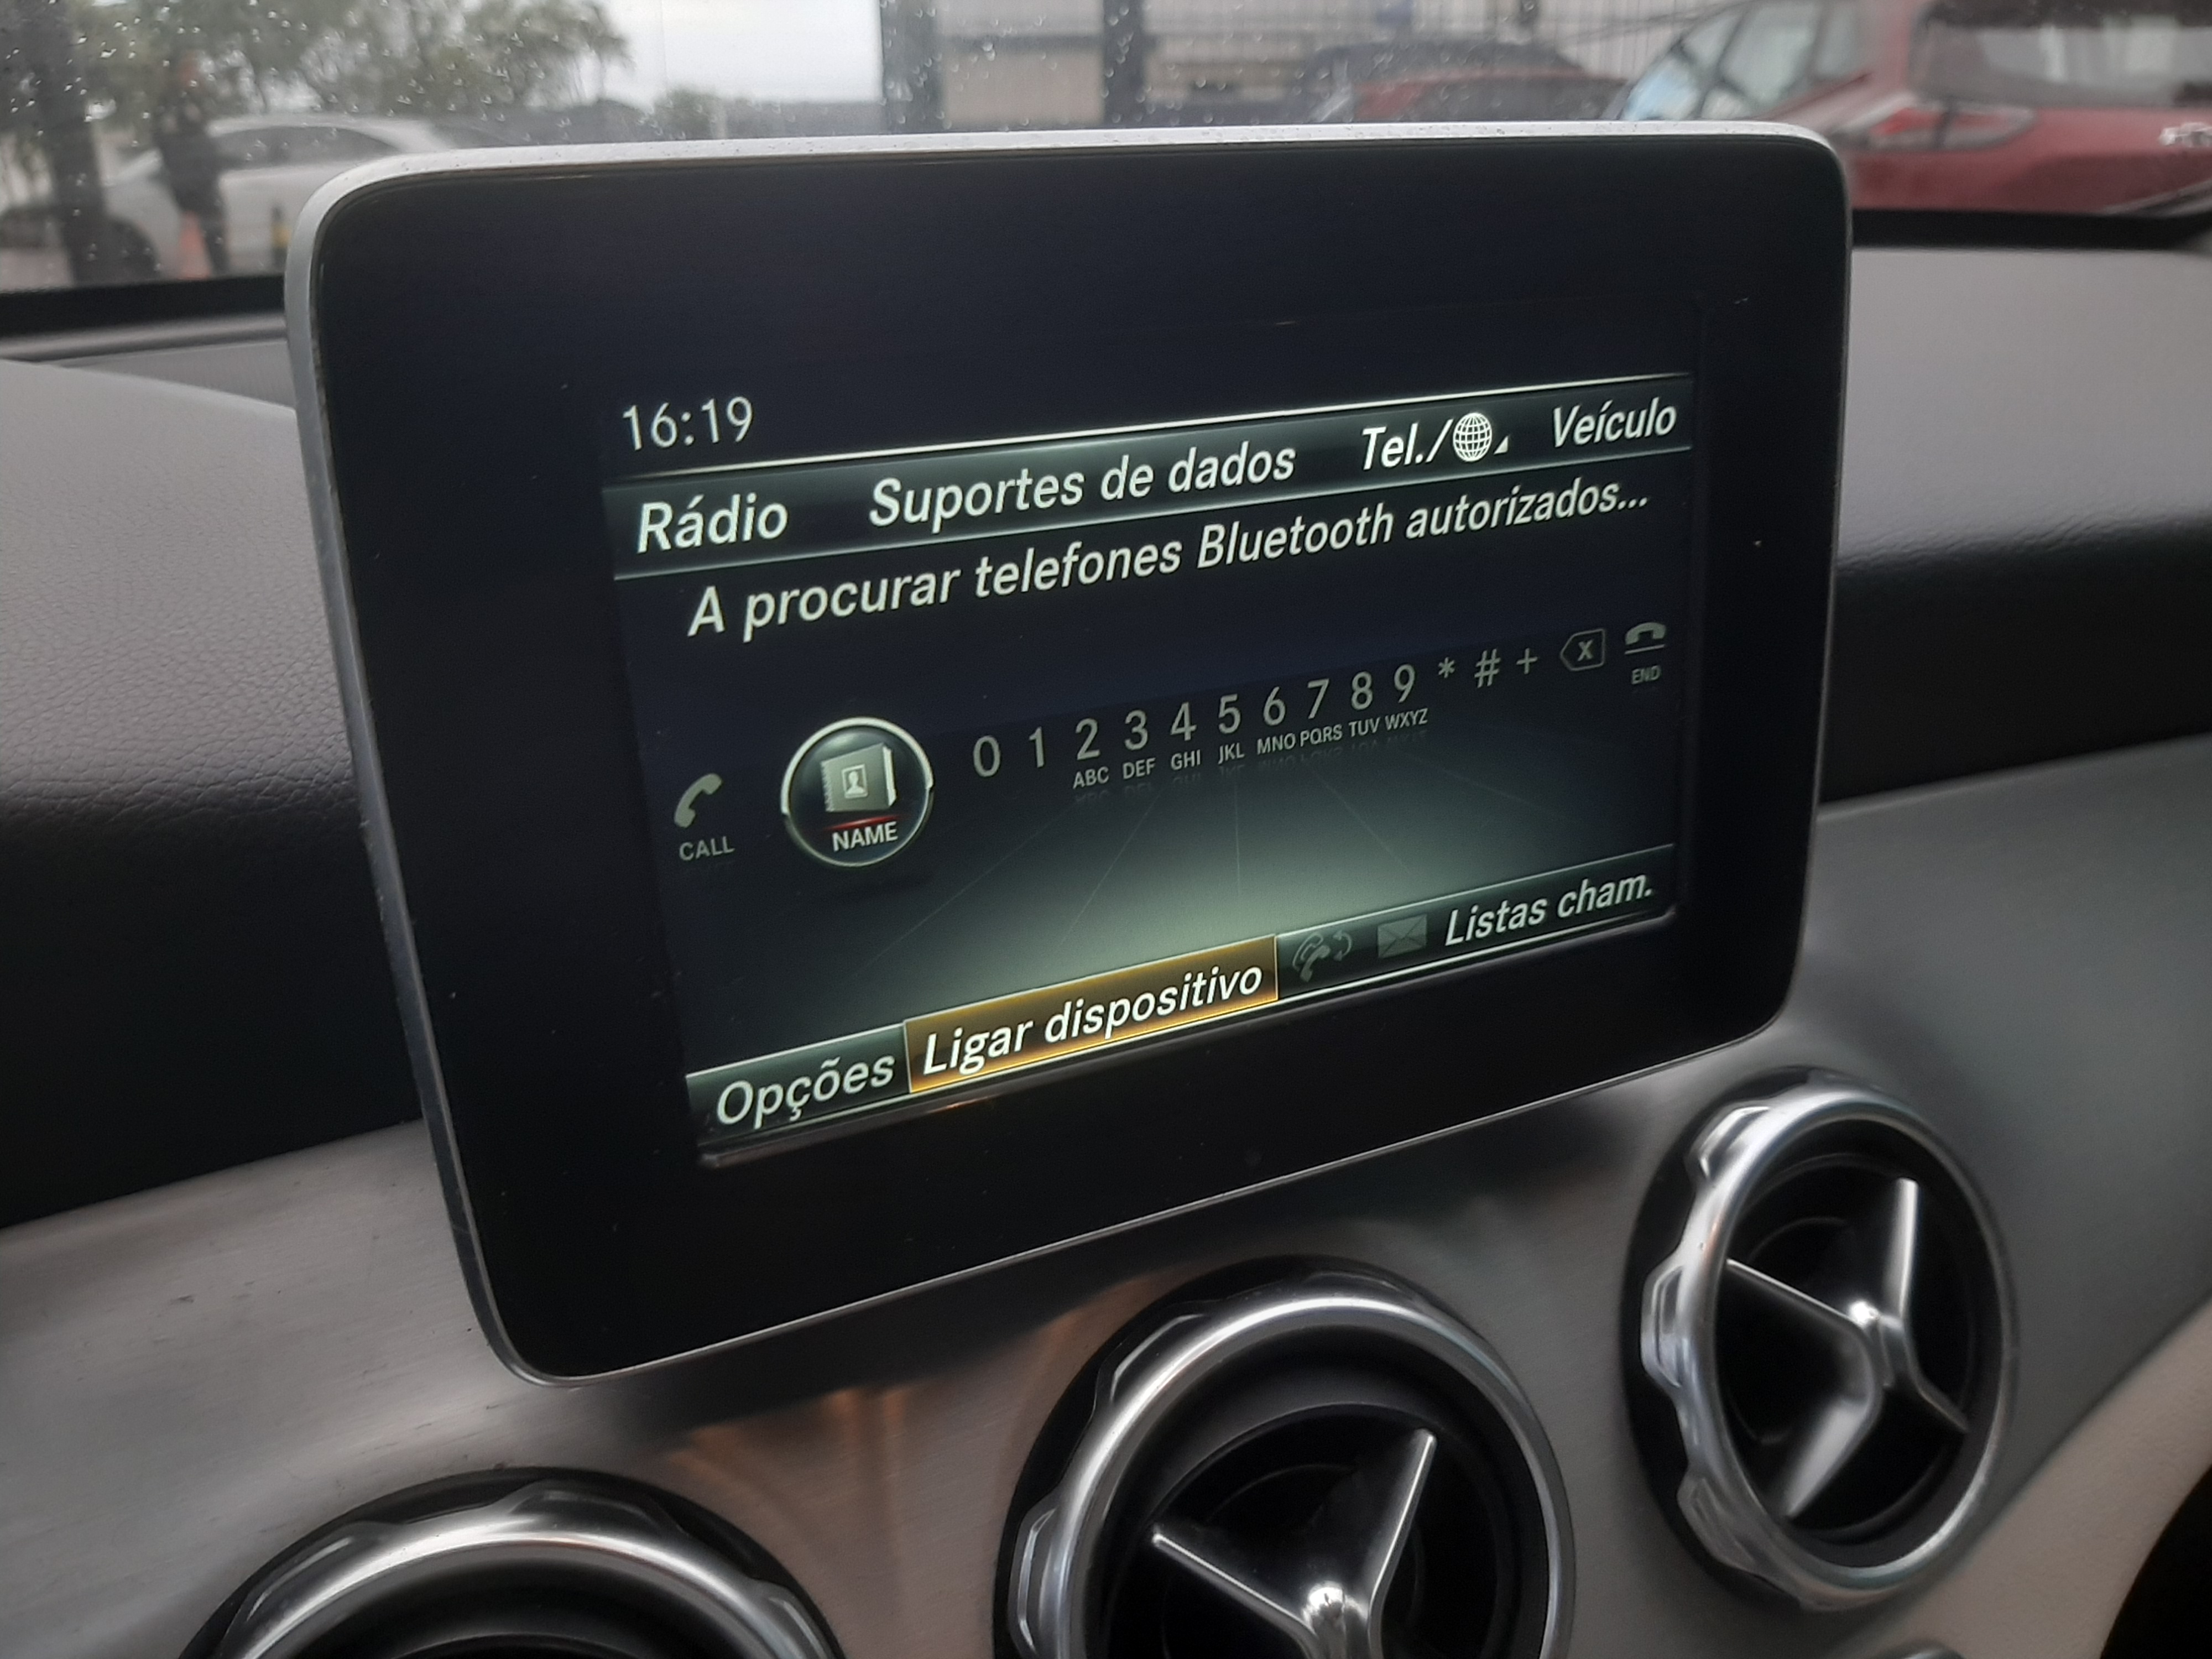 16:19
Rádio Suportes de dados Tel./ Veículo
A procurar telefones Bluetooth autorizados...
CALL NAME 0 1 2 3 4 5 6 7 8 9 * # + X END
ABC DEF GHI JKL MNO PQRS TUV WXYZ
Opções Ligar dispositivo Listas cham.